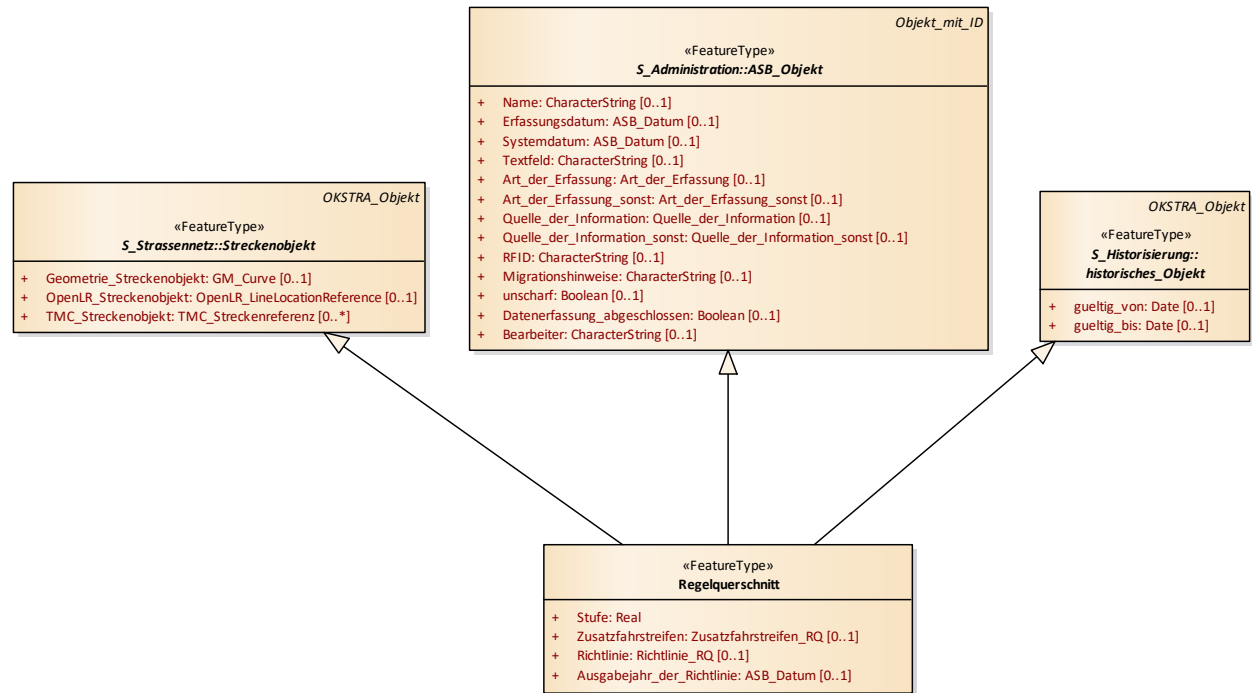 Objekt_mit_ID
«FeatureType»
S_Administration::ASB_Objekt
+ Name: CharacterString [0..1]
+ Erfassungsdatum: ASB_Datum [0..1]
+ Systemdatum: ASB_Datum [0..1]
+ Textfeld: CharacterString [0..1]
+ Art_der_Erfassung: Art_der_Erfassung [0..1]
+ Art_der_Erfassung_sonst: Art_der_Erfassung_sonst [0..1]
+ Quelle_der_Information: Quelle_der_Information [0..1]
+ Quelle_der_Information_sonst: Quelle_der_Information_sonst [0..1]
+ RFID: CharacterString [0..1]
+ Migrationshinweise: CharacterString [0..1]
+ unscharf: Boolean [0..1]
+ Datenerfassung_abgeschlossen: Boolean [0..1]
+ Bearbeiter: CharacterString [0..1]
OKSTRA_Objekt
«FeatureType»
S_Strassennetz::Streckenobjekt
+ Geometrie_Streckenobjekt: GM_Curve [0..1]
+ OpenLR_Streckenobjekt: OpenLR_LineLocationReference [0..1]
+ TMC_Streckenobjekt: TMC_Streckenreferenz [0..*]
OKSTRA_Objekt
«FeatureType»
S_Historisierung::
historisches_Objekt
+ gueltig_von: Date [0..1]
+ gueltig_bis: Date [0..1]
«FeatureType»
Regelquerschnitt
+ Stufe: Real
+ Zusatzfahrstreifen: Zusatzfahrstreifen_RQ [0..1]
+ Richtlinie: Richtlinie_RQ [0..1]
+ Ausgabejahr_der_Richtlinie: ASB_Datum [0..1]